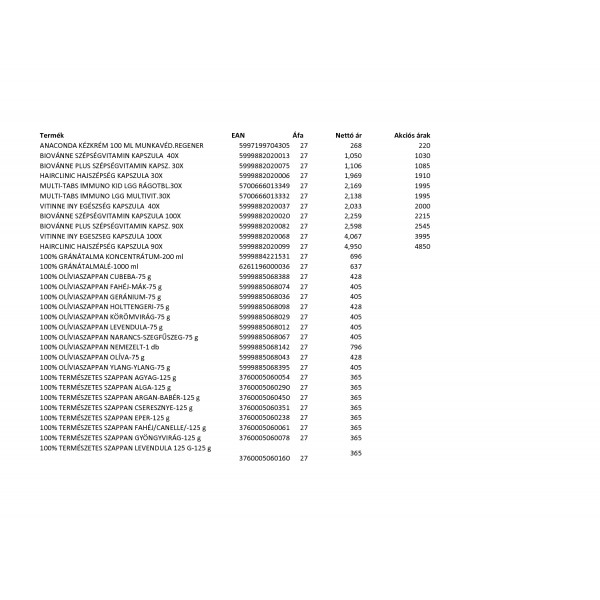 Termék EAN Áfa Nettó ár Akciós árak
ANACONDA KÉZKRÉM 100 ML MUNKAVÉD.REGENER 5997199704305 27 268 220
BIOVÁNNE SZÉPSÉGVITAMIN KAPSZULA 40X 5999882020013 27 1,050 1030
BIOVÁNNE PLUS SZÉPSÉGVITAMIN KAPSZ. 30X 5999882020075 27 1,106 1085
HAIRCLINIC HAJSZÉPSÉG KAPSZULA 30X 5999882020006 27 1,969 1910
MULTI-TABS IMMUNO KID LGG RÁGOTBL.30X 5700666013349 27 2,169 1995
MULTI-TABS IMMUNO LGG MULTIVIT.30X 5700666013332 27 2,138 1995
VITINNE INY EGÉSZSÉG KAPSZULA 40X 5999882020037 27 2,033 2000
BIOVÁNNE SZÉPSÉGVITAMIN KAPSZULA 100X 5999882020020 27 2,259 2215
BIOVÁNNE PLUS SZÉPSÉGVITAMIN KAPSZ. 90X 5999882020082 27 2,598 2545
VITINNE INY EGESZSEG KAPSZULA 100X 5999882020068 27 4,067 3995
HAIRCLINIC HAJSZÉPSÉG KAPSZULA 90X 5999882020099 27 4,950 4850
100% GRÁNÁTALMA KONCENTRÁTUM-200 ml 5999884221531 27 696
100% GRÁNÁTALMALÉ-1000 ml 6261196000036 27 637
100% OLÍVIASZAPPAN CUBEBA-75 g 5999885068388 27 428
100% OLÍVIASZAPPAN FAHÉJ-MÁK-75 g 5999885068074 27 405
100% OLÍVIASZAPPAN GERÁNIUM-75 g 5999885068036 27 405
100% OLÍVIASZAPPAN HOLTTENGERI-75 g 5999885068098 27 428
100% OLÍVIASZAPPAN KÖRÖMVIRÁG-75 g 5999885068029 27 405
100% OLÍVIASZAPPAN LEVENDULA-75 g 5999885068012 27 405
100% OLÍVIASZAPPAN NARANCS-SZEGFŰSZEG-75 g 5999885068067 27 405
100% OLÍVIASZAPPAN NEMEZELT-1 db 5999885068142 27 796
100% OLÍVIASZAPPAN OLÍVA-75 g 5999885068043 27 428
100% OLÍVIASZAPPAN YLANG-YLANG-75 g 5999885068395 27 405
100% TERMÉSZETES SZAPPAN AGYAG-125 g 3760005060054 27 365
100% TERMÉSZETES SZAPPAN ALGA-125 g 3760005060290 27 365
100% TERMÉSZETES SZAPPAN ARGAN-BABÉR-125 g 3760005060450 27 365
100% TERMÉSZETES SZAPPAN CSERESZNYE-125 g 3760005060351 27 365
100% TERMÉSZETES SZAPPAN EPER-125 g 3760005060238 27 365
100% TERMÉSZETES SZAPPAN FAHÉJ/CANELLE/-125 g 3760005060061 27 365
100% TERMÉSZETES SZAPPAN GYÖNGYVIRÁG-125 g 3760005060078 27 365
100% TERMÉSZETES SZAPPAN LEVENDULA 125 G-125 g 3760005060160 27 365